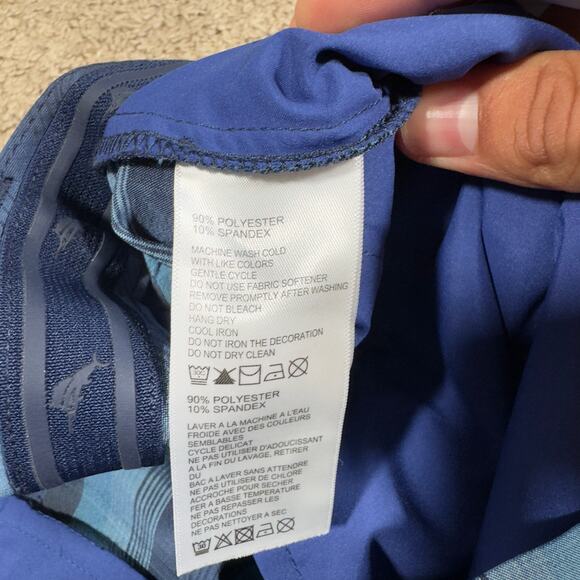 90% POLYESTER
10% SPANDEX
MACHINE WASH COLD
WITH LIKE COLORS
GENTLE CYCLE
DO NOT USE FABRIC SOFTENER
REMOVE PROMPTLY AFTER WASHING
DO NOT BLEACH
HANG DRY
COOL IRON
DO NOT IRON THE DECORATION
DO NOT DRY CLEAN
90% POLYESTER
10% SPANDEX
LAVER A LA MACHINE A L'EAU
FROIDE AVEC DES COULEURS
SEMBLABLES
CYCLE DELICAT
NE PAS UTILISER D'ADOUCISSANT
A LA FIN DU LAVAGE, RETIRER
DU
BAC A LAVER SANS ATTENDRE
NE PAS UTILISER DE CHLORE
ACCROCHE POUR SECHER
FER A BASSE TEMPERATURE
NE PAS REPASSER LES
DECORATIONS
NE PAS NETTOYER A SEC